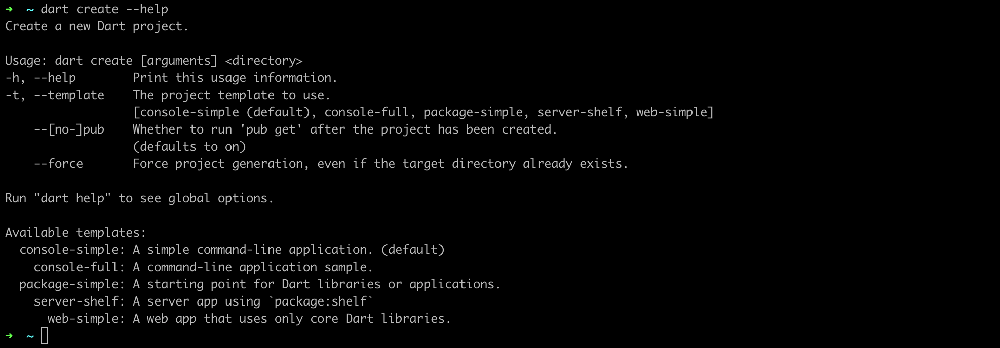 ➜  ~ dart create --help
Create a new Dart project.

Usage: dart create [arguments] <directory>
-h, --help        Print this usage information.
-t, --template    The project template to use.
                  [console-simple (default), console-full, package-simple, server-shelf, web-simple]
    --[no-]pub    Whether to run 'pub get' after the project has been created.
                  (defaults to on)
    --force       Force project generation, even if the target directory already exists.

Run "dart help" to see global options.

Available templates:
  console-simple: A simple command-line application. (default)
    console-full: A command-line application sample.
  package-simple: A starting point for Dart libraries or applications.
    server-shelf: A server app using `package:shelf`
      web-simple: A web app that uses only core Dart libraries.
➜  ~